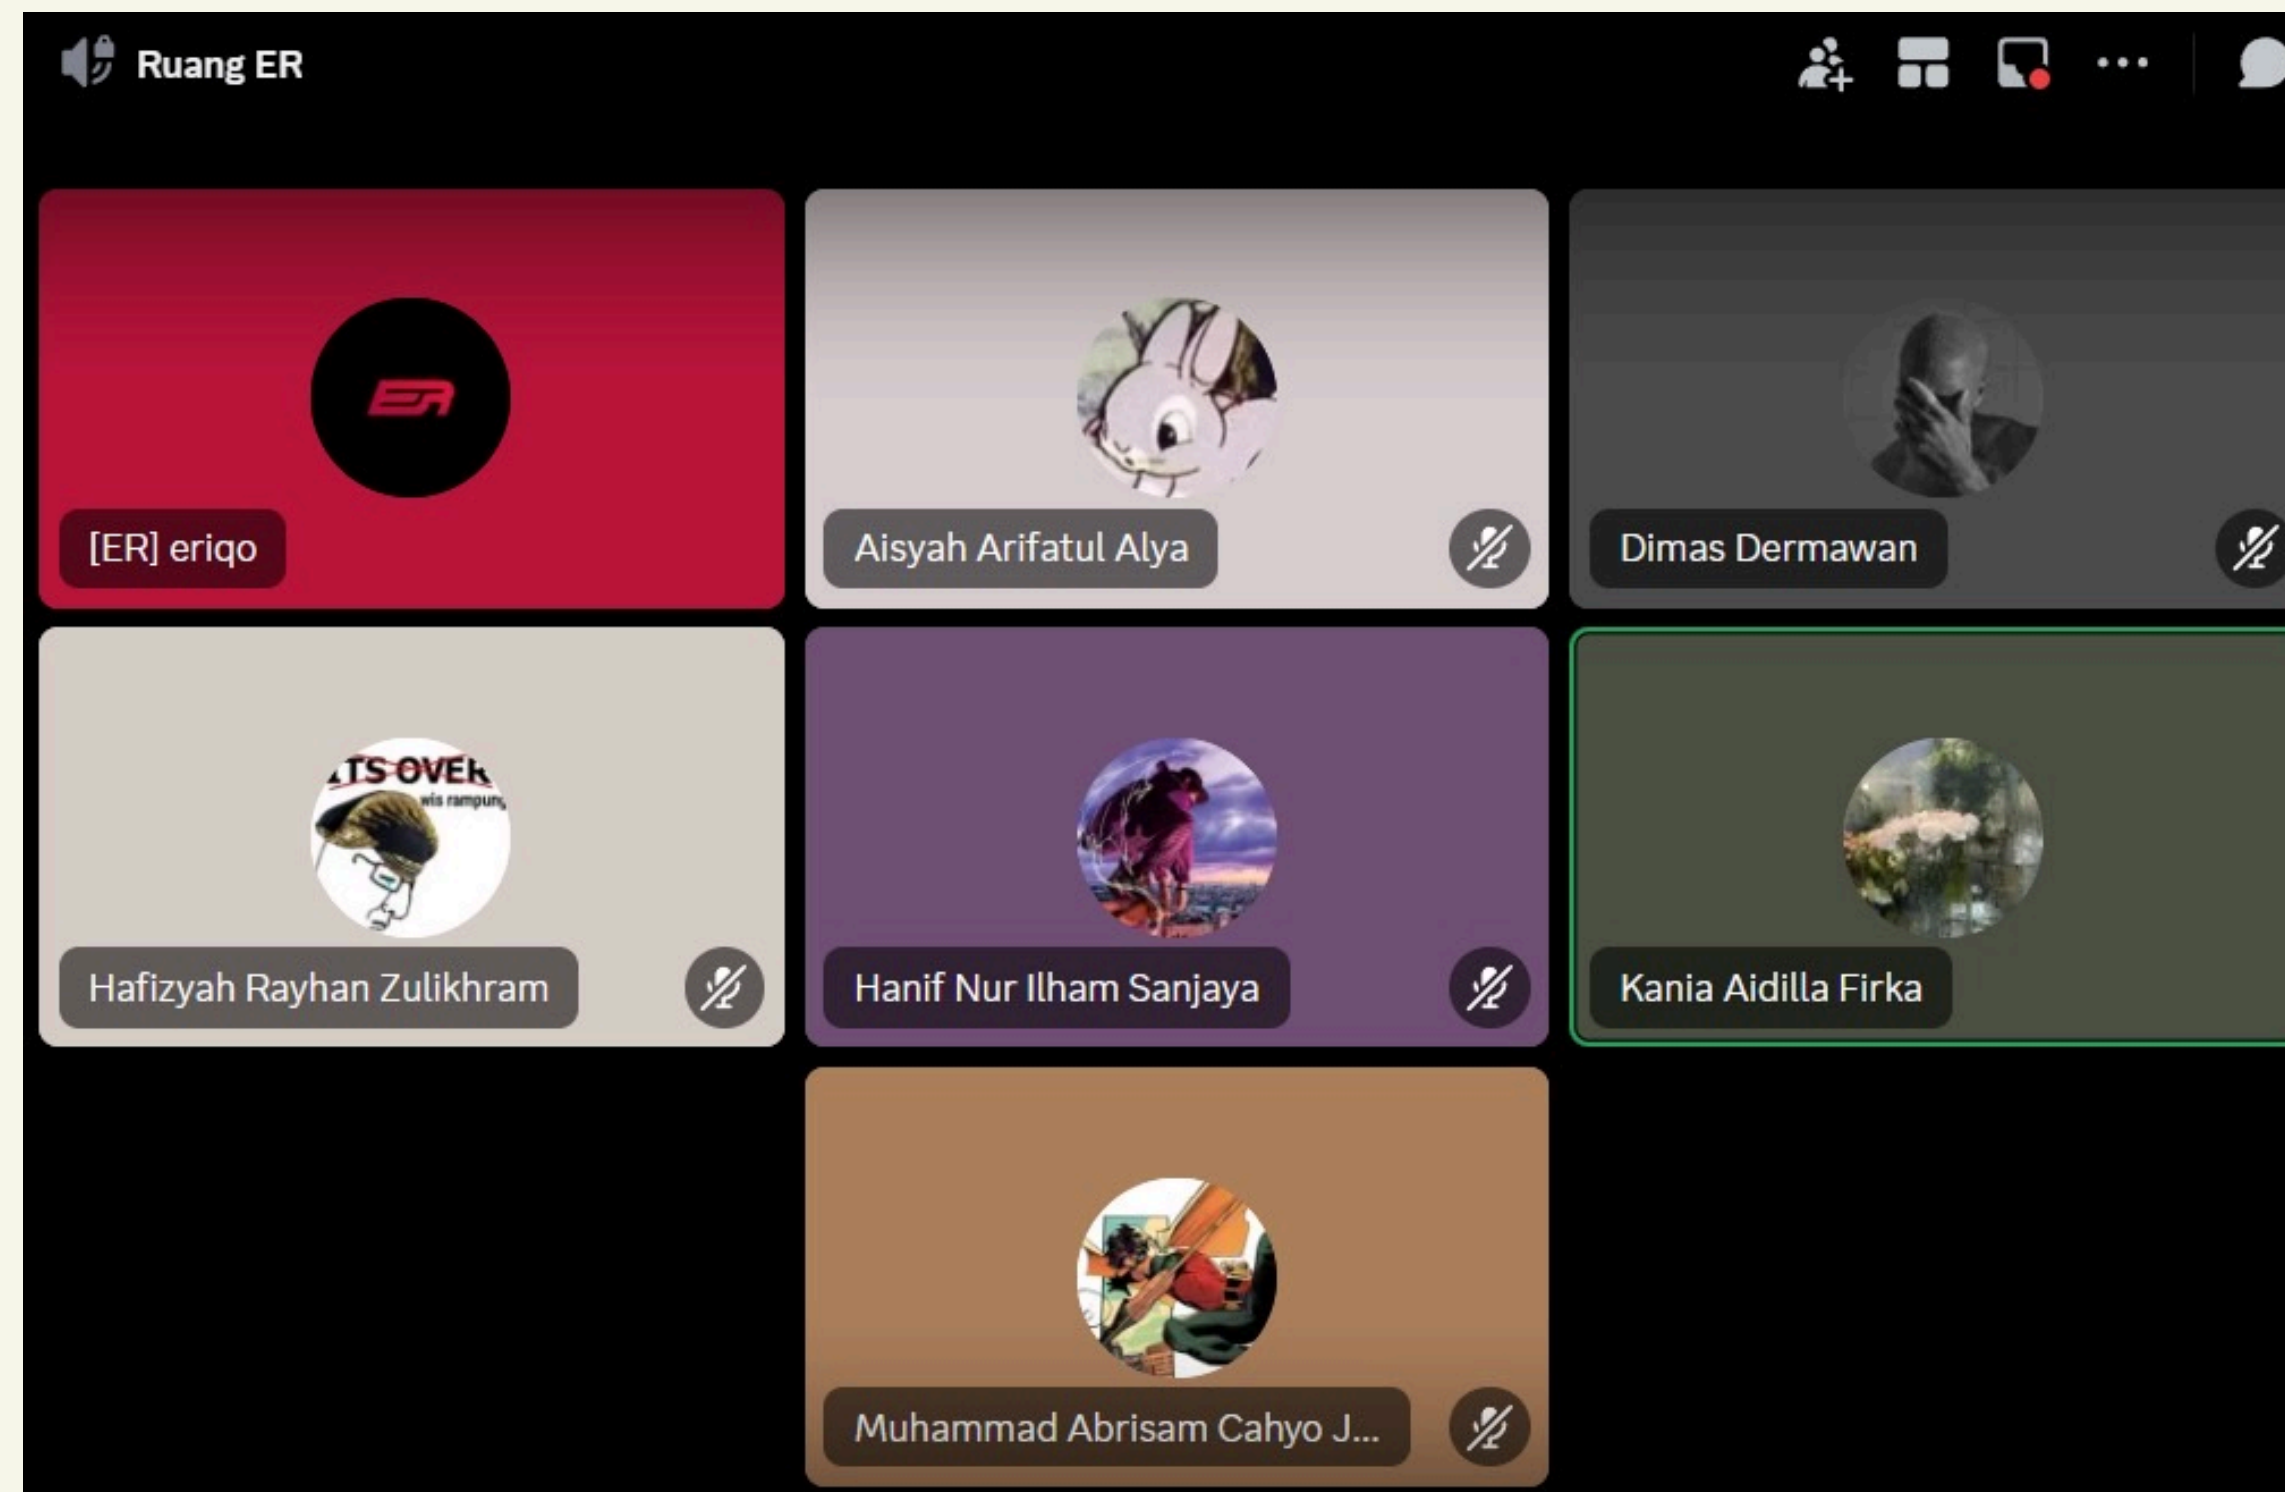 Ruang ER
ER
[ER] eriqo
Aisyah Arifatul Alya
Dimas Dermawan
ITS OVER
wis rampung
Hafizyah Rayhan Zulikhram
Hanif Nur Ilham Sanjaya
Kania Aidilla Firka
Muhammad Abrisam Cahyo J...